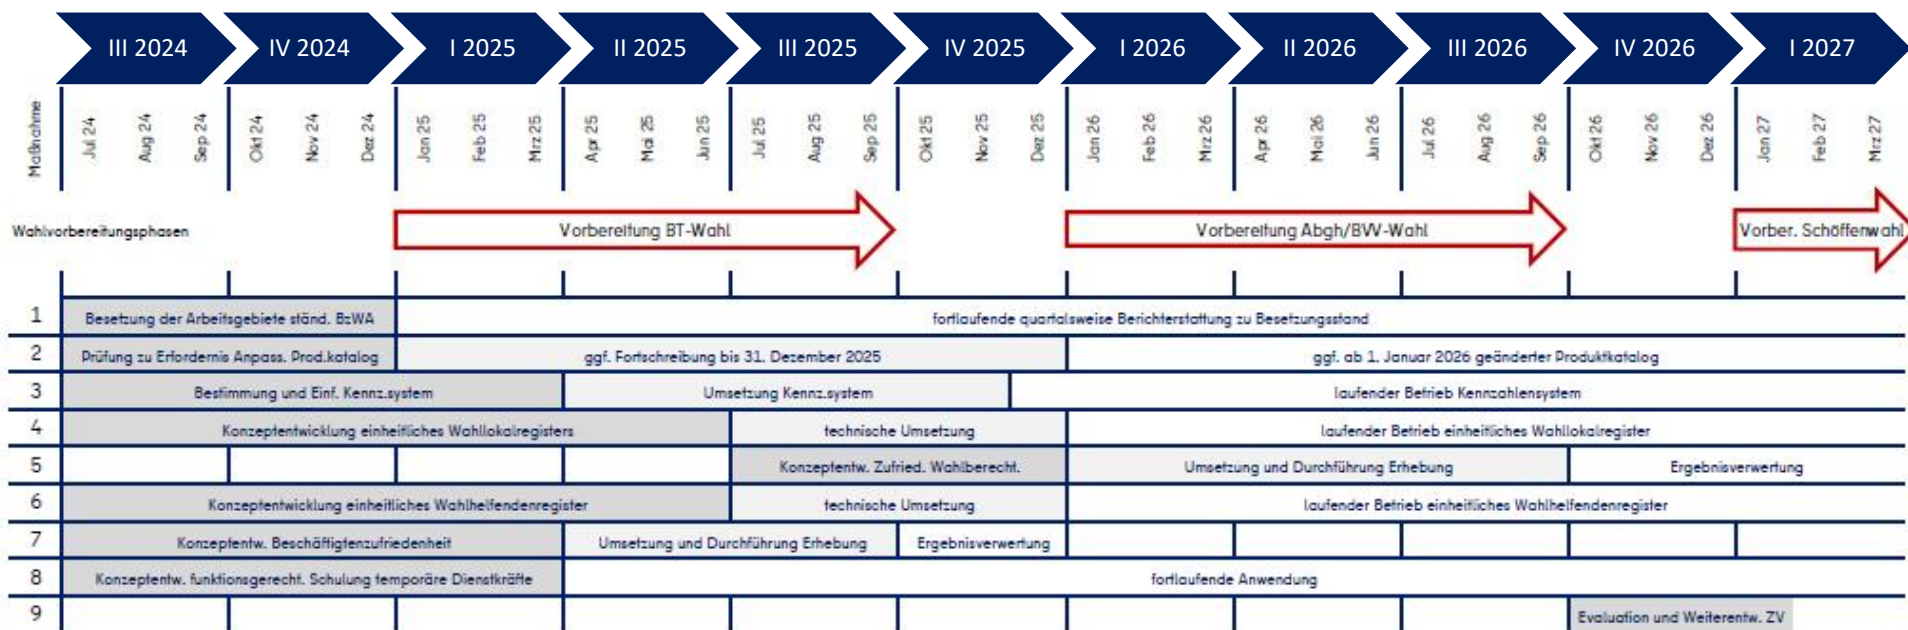 III 2024 IV 2024 I 2025 II 2025 III 2025 IV 2025 I 2026 II 2026 III 2026 IV 2026 I 2027
Maßnahme Jul 24 Aug 24 Sep 24 Okt 24 Nov 24 Dez 24 Jan 25 Feb 25 Mrz 25 Apr 25 Mai 25 Jun 25 Jul 25 Aug 25 Sep 25 Okt 25 Nov 25 Dez 25 Jan 26 Feb 26 Mrz 26 Apr 26 Mai 26 Jun 26 Jul 26 Aug 26 Sep 26 Okt 26 Nov 26 Dez 26 Jan 27 Feb 27 Mrz 27
Wahlvorbereitungsphasen Vorbereitung BT-Wahl Vorbereitung Abgh/BVV-Wahl Vorber. Schöffenwahl
1 Besetzung der Arbeitsgebiete ständ. BzWA fortlaufende quartalsweise Berichterstattung zu Besetzungsstand
2 Prüfung zu Erfordernis Anpass. Prod.katalog ggf. Fortschreibung bis 31. Dezember 2025 ggf. ab 1. Januar 2026 geänderter Produktkatalog
3 Bestimmung und Einf. Kennz.system Umsetzung Kennz.system laufender Betrieb Kennzahlensystem
4 Konzeptentwicklung einheitliches Wahllokalregisters technische Umsetzung laufender Betrieb einheitliches Wahllokalregister
5 Konzeptentw. Zufried. Wahlberecht. Umsetzung und Durchführung Erhebung Ergebnisverwertung
6 Konzeptentwicklung einheitliches Wahlhelfendenregister technische Umsetzung laufender Betrieb einheitliches Wahlhelfendenregister
7 Konzeptentw. Beschäftigtenzufriedenheit Umsetzung und Durchführung Erhebung Ergebnisverwertung
8 Konzeptentw. funktionsgerecht. Schulung temporäre Dienstkräfte fortlaufende Anwendung
9 Evaluation und Weiterentw. ZV